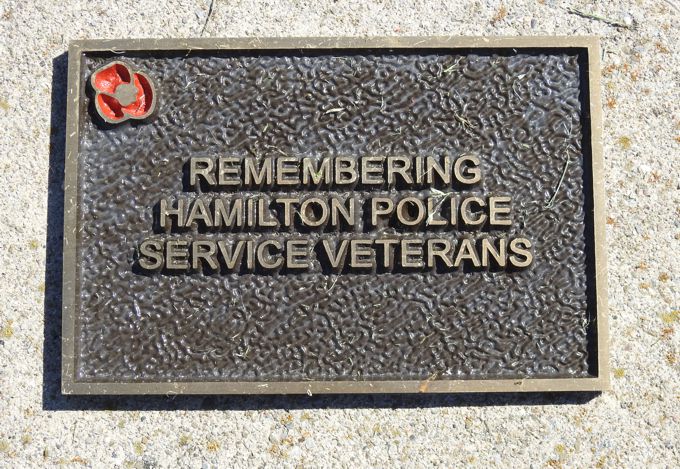 REMEMBERING
HAMILTON POLICE
SERVICE VETERANS